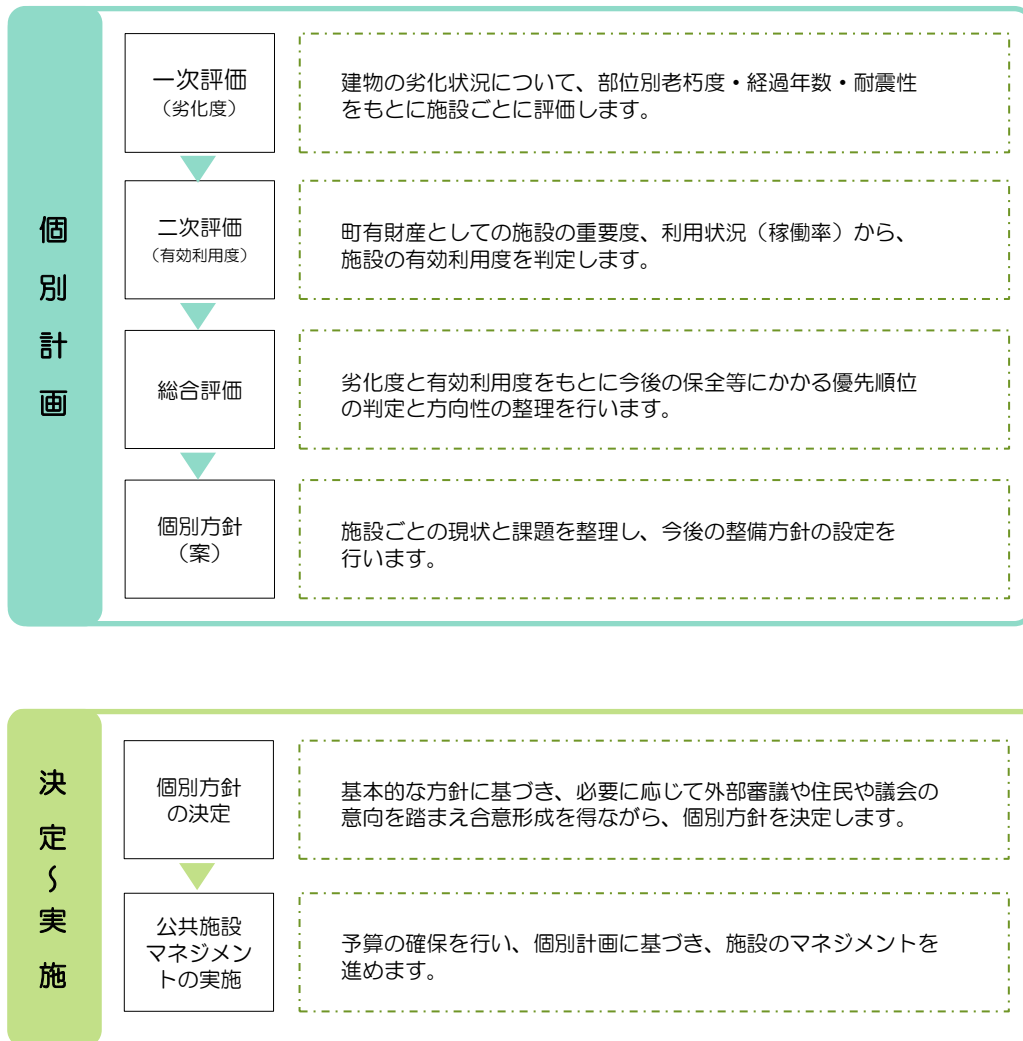 個別計画
一次評価
（劣化度）
建物の劣化状況について、部位別老朽度・経過年数・耐震性
をもとに施設ごとに評価します。
二次評価
（有効利用度）
町有財産としての施設の重要度、利用状況（稼働率）から、
施設の有効利用度を判定します。
総合評価
劣化度と有効利用度をもとに今後の保全等にかかる優先順位
の判定と方向性の整理を行います。
個別方針
（案）
施設ごとの現状と課題を整理し、今後の整備方針の設定を
行います。
決定～実施
個別方針
の決定
基本的な方針に基づき、必要に応じて外部審議や住民や議会の
意向を踏まえ合意形成を得ながら、個別方針を決定します。
公共施設
マネジメン
トの実施
予算の確保を行い、個別計画に基づき、施設のマネジメントを
進めます。